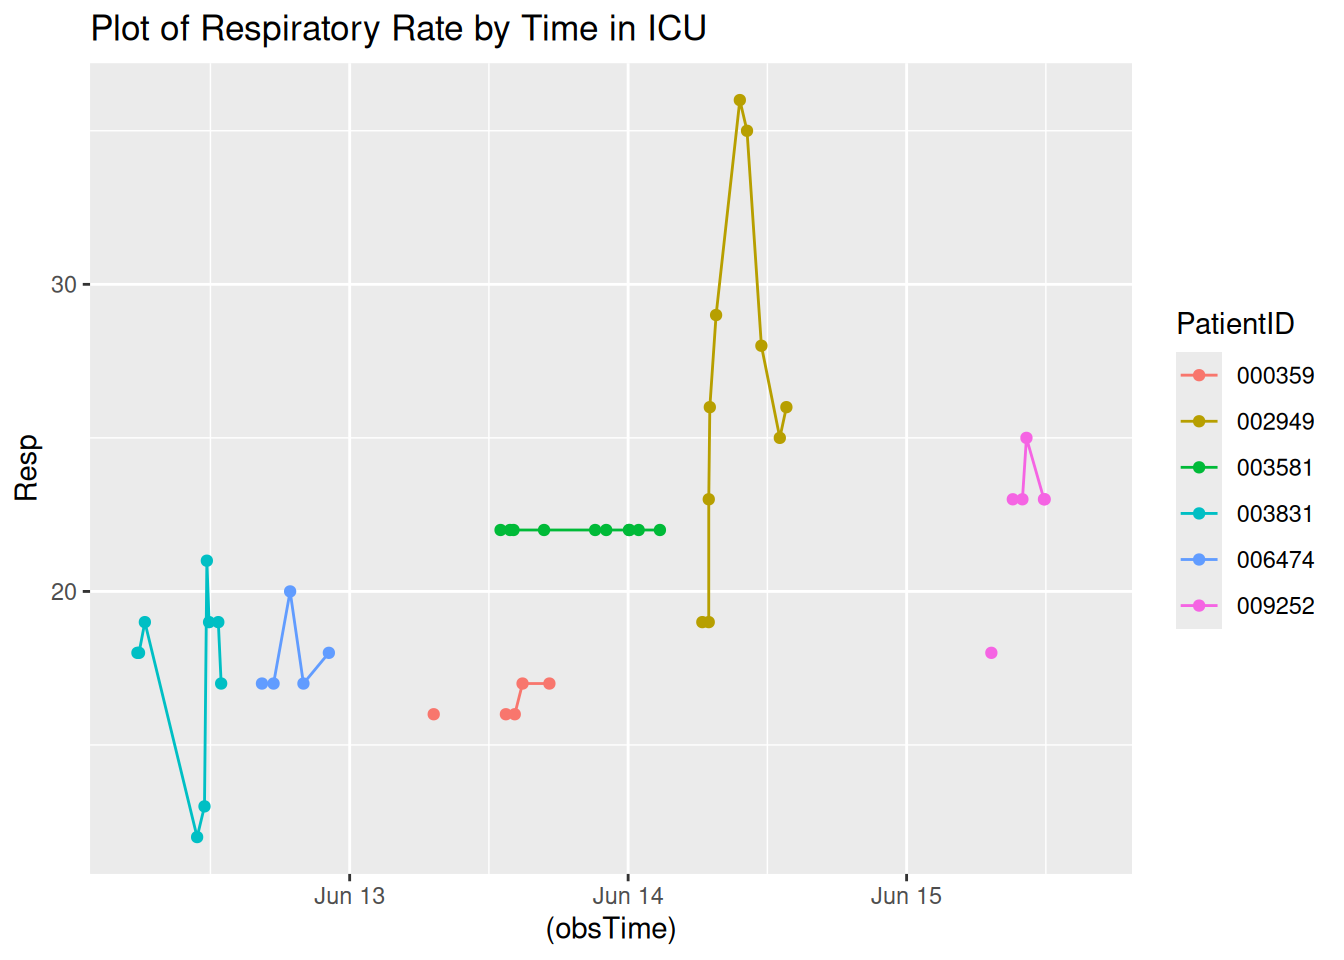 Plot of Respiratory Rate by Time in ICU
30
20
Resp
Jun 13
Jun 14
Jun 15
(obsTime)
PatientID
000359
002949
003581
003831
006474
009252